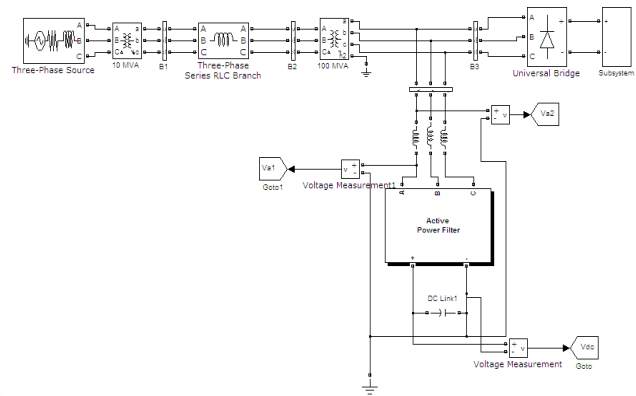 A
B
C
Three-Phase Source
A
B
C
a
b
c
10 MVA
B1
A
B
C
A
B
C
Three-Phase
Series RLC Branch
B2
A
B
C
a
b
c
n2
100 MVA
B3
A
B
C
+
-
Universal Bridge
+
-
Subsystem
+
-
v
Va2
Va1
Goto1
v
+
-
Voltage Measurement1
A
B
C
Active
Power Filter
+
-
DC Link1
+
-
v
Voltage Measurement
Vdc
Goto